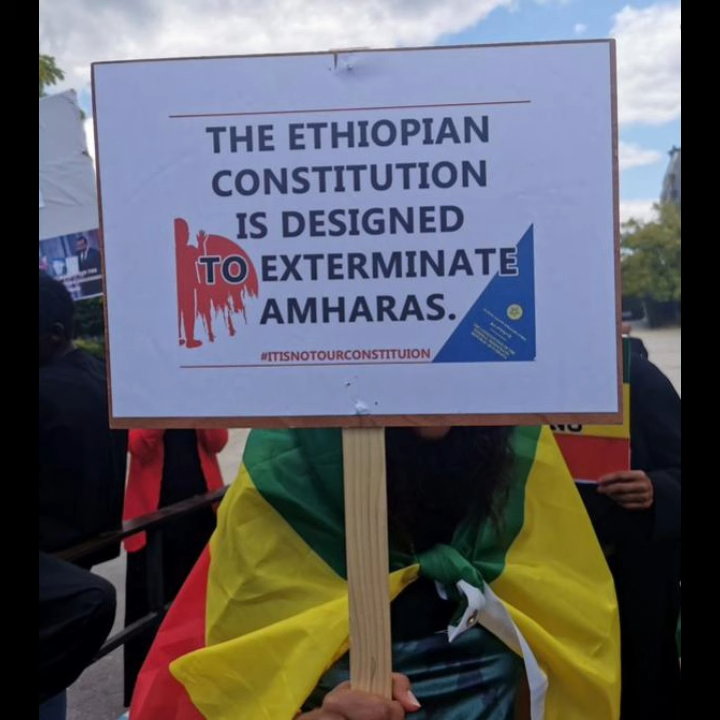 THE ETHIOPIAN
CONSTITUTION
IS DESIGNED
TO EXTERMINATE
AMHARAS.
#ITISNOTOURCONSTITUION